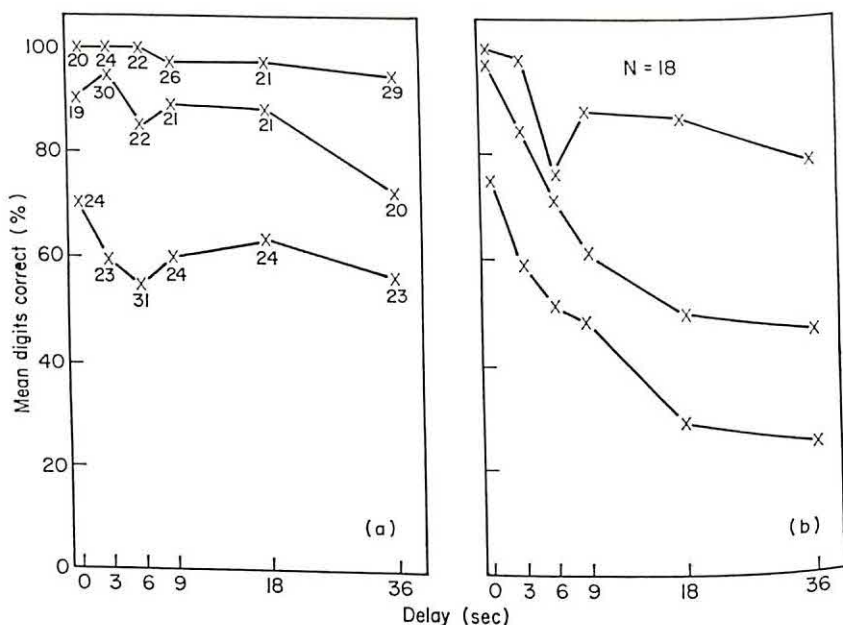 Mean digits correct (%)
100
80
60
40
20
0
20 24 22 26 21 29
19 30 22 21 21 20
24 23 31 24 24 23
(a)
0 3 6 9 18 36
N = 18
(b)
0 3 6 9 18 36
Delay (sec)